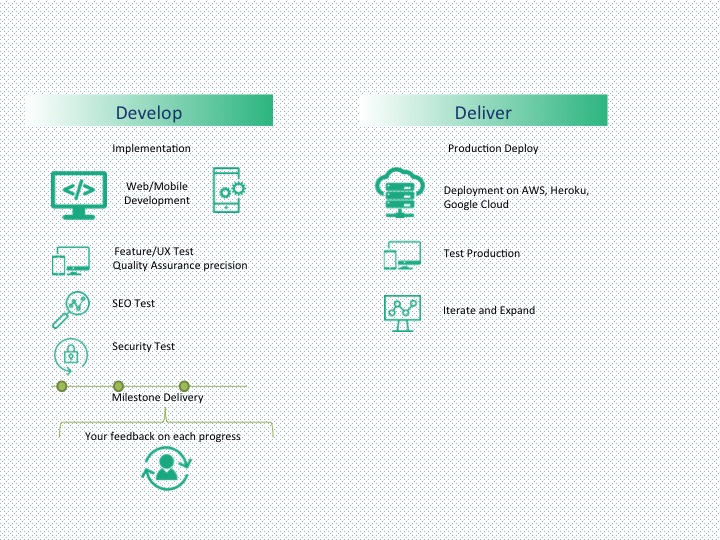 Develop
Implementation
</>
Web/Mobile
Development
Feature/UX Test
Quality Assurance precision
SEO Test
Security Test
Milestone Delivery
Your feedback on each progress
Deliver
Production Deploy
Deployment on AWS, Heroku,
Google Cloud
Test Production
Iterate and Expand